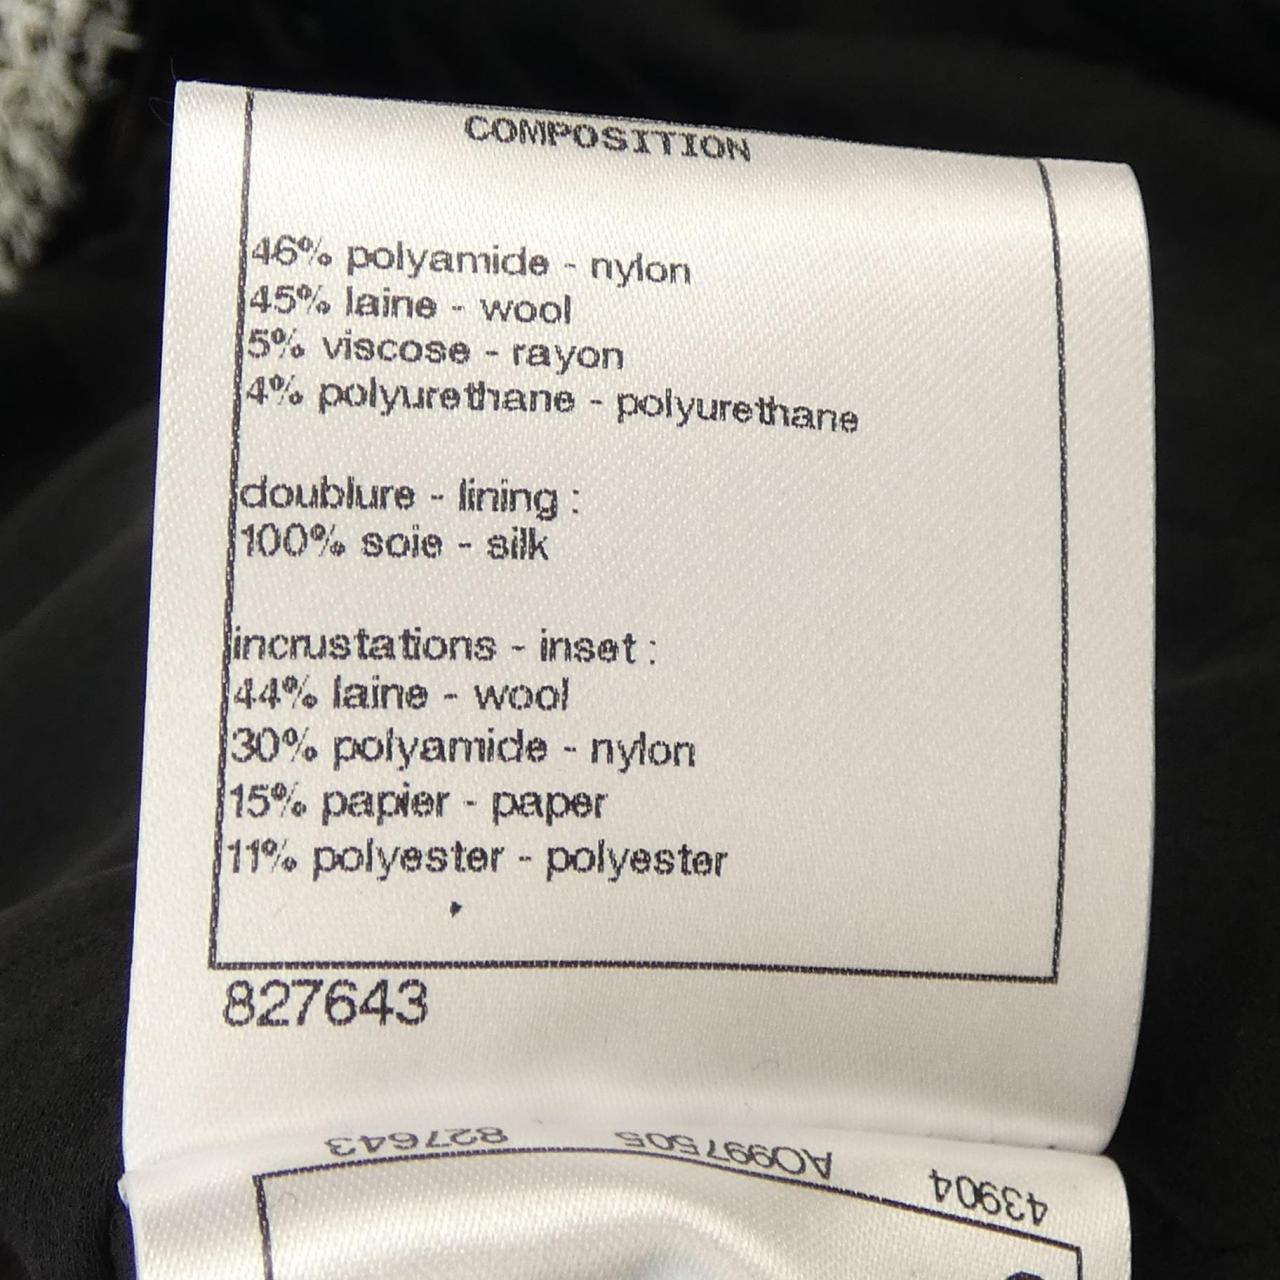 COMPOSITION
46% polyamide - nylon
45% laine - wool
5% viscose - rayon
4% polyurethane - polyurethane
doublure - lining :
100% soie - silk
incrustations - inset :
44% laine - wool
30% polyamide - nylon
15% papier - paper
11% polyester - polyester
827643
43904 AO997505 827643